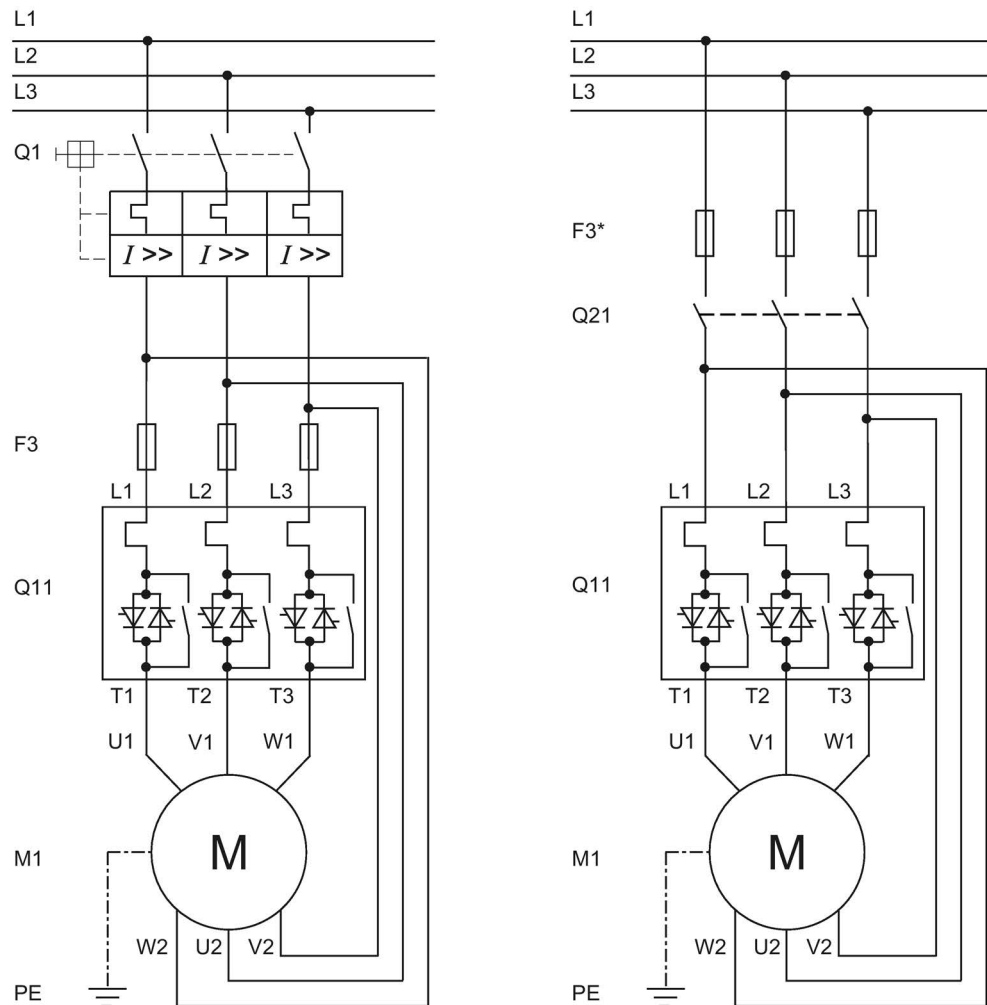 L1
L2
L3
Q1
I >> I >> I >>
F3
L1 L2 L3
Q11
T1 T2 T3
U1 V1 W1
M
M1
W2 U2 V2
PE
L1
L2
L3
F3*
Q21
L1 L2 L3
Q11
T1 T2 T3
U1 V1 W1
M
M1
W2 U2 V2
PE